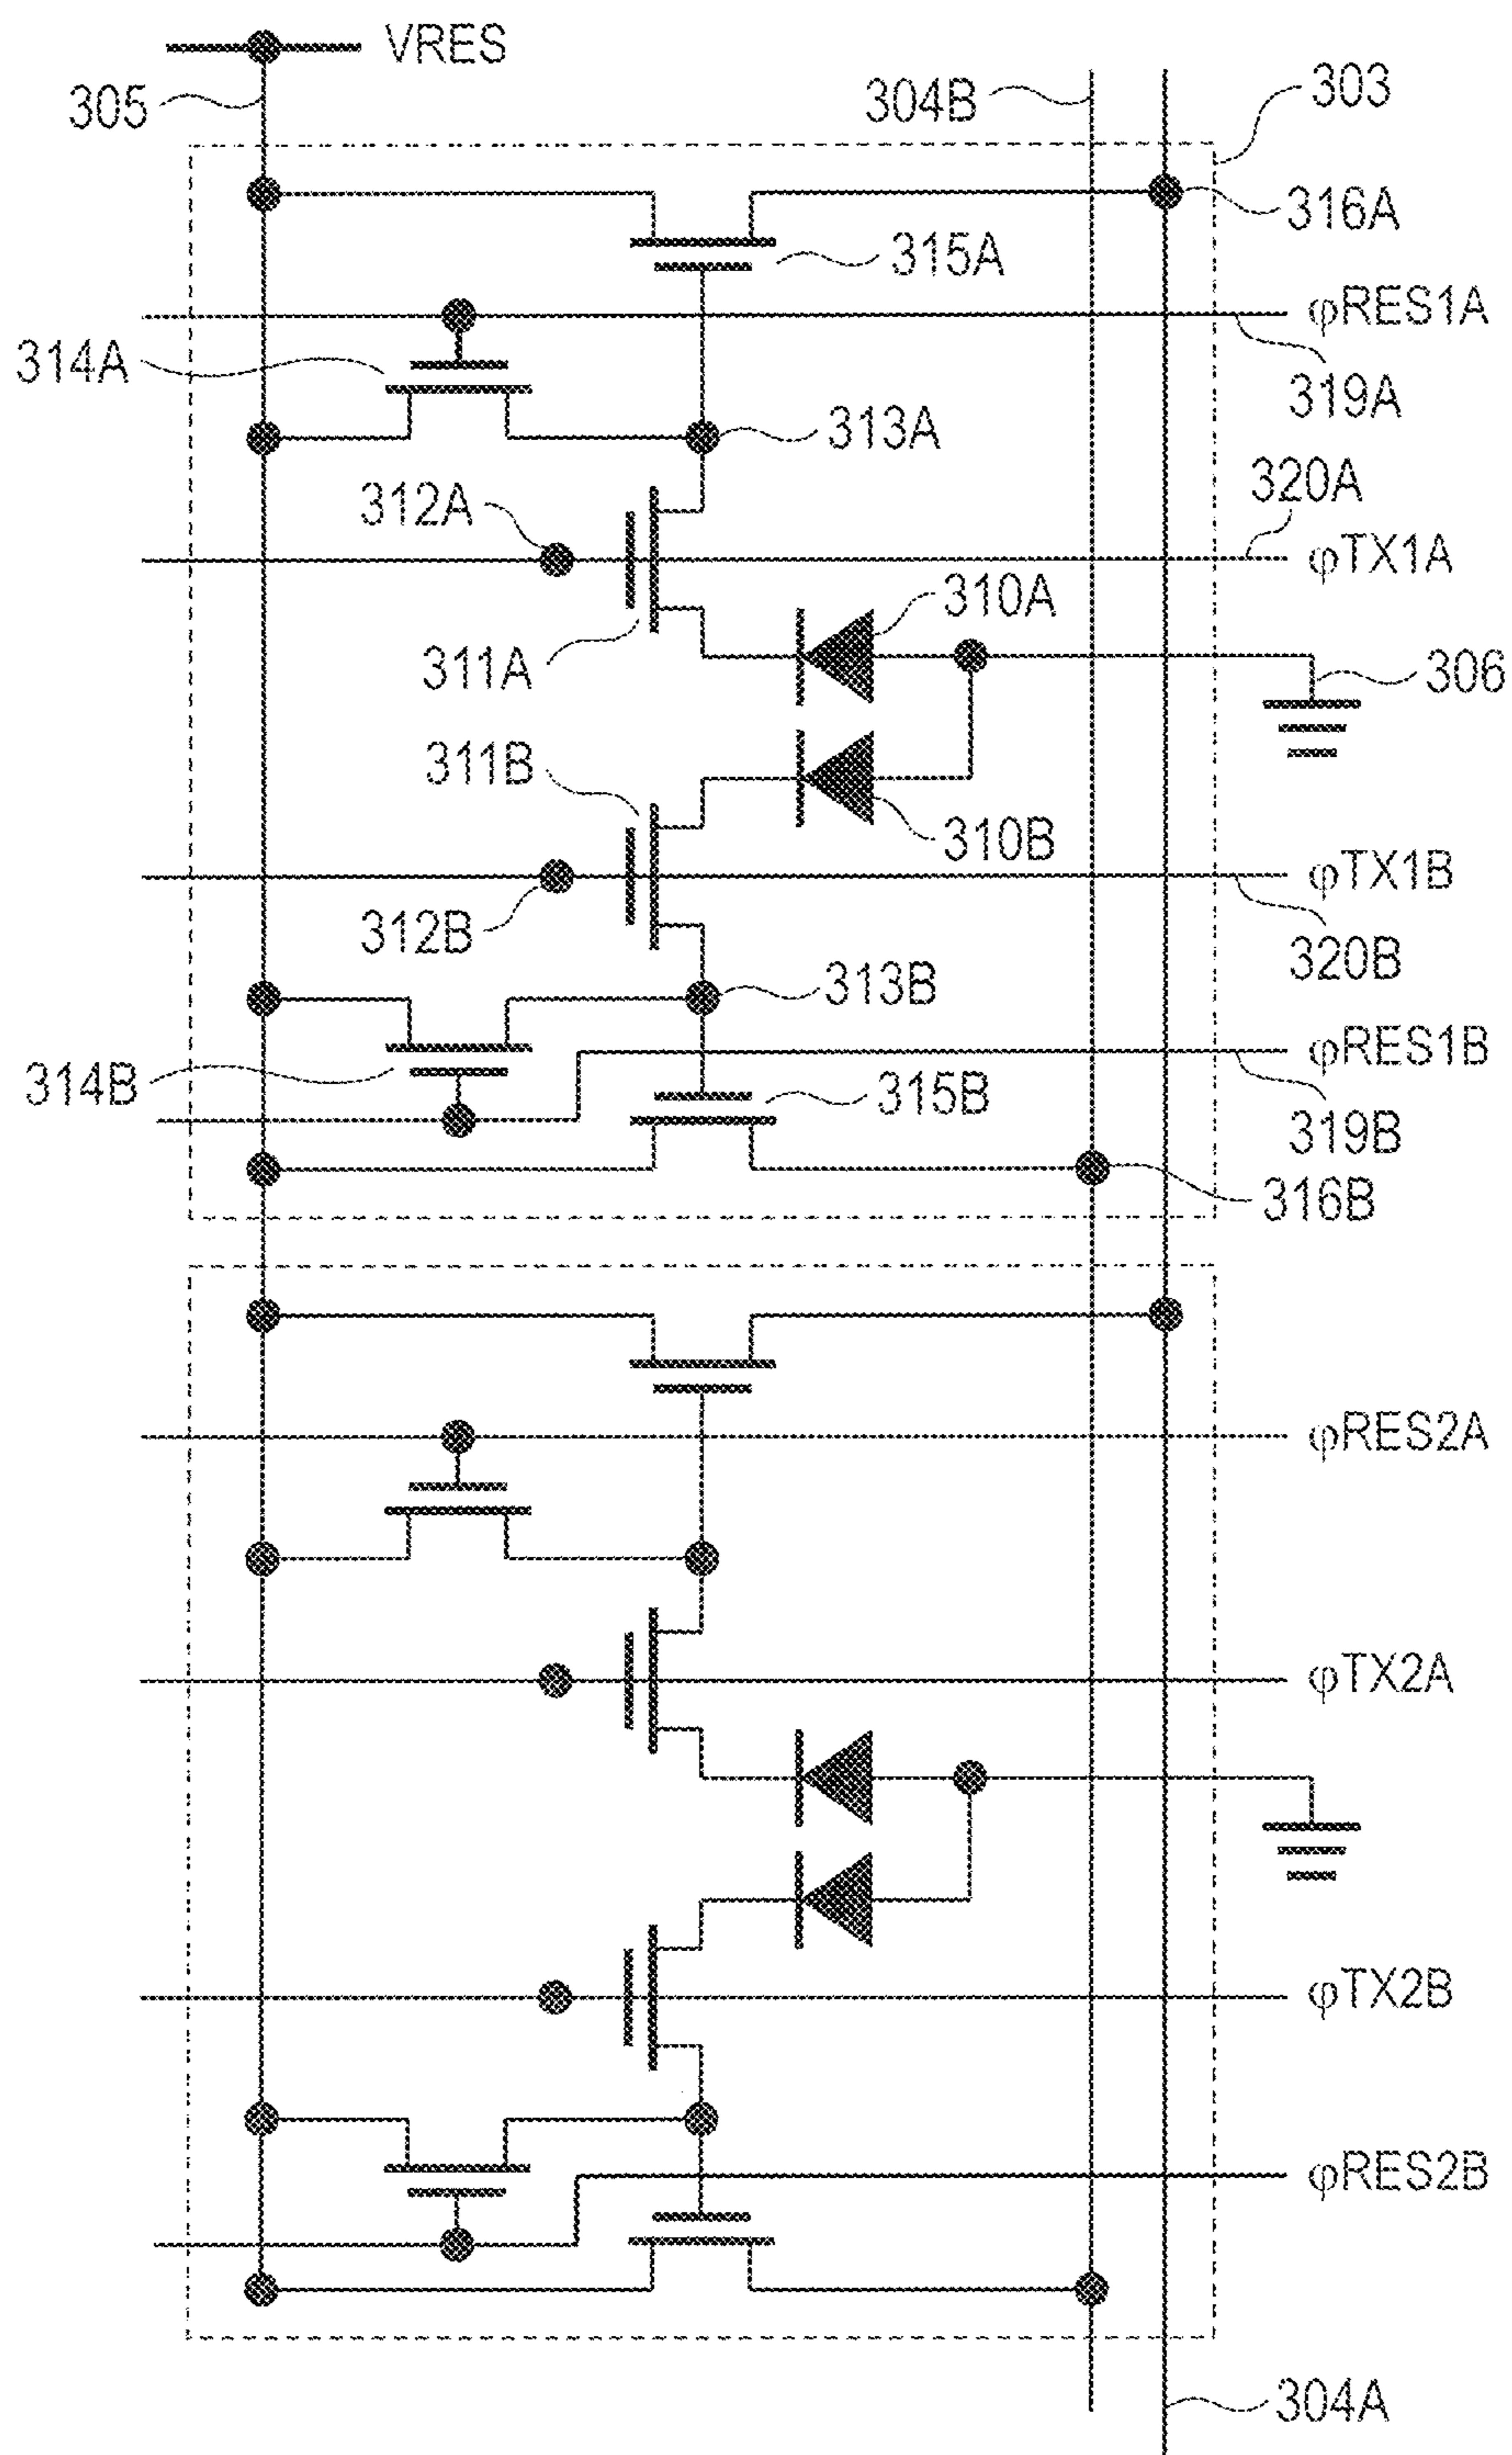 VRES
305
304B
303
316A
315A
φRES1A
314A
319A
313A
312A
320A
φTX1A
310A
311A
306
311B
310B
φTX1B
312B
320B
313B
φRES1B
314B
315B
319B
316B
φRES2A
φTX2A
φTX2B
φRES2B
304A